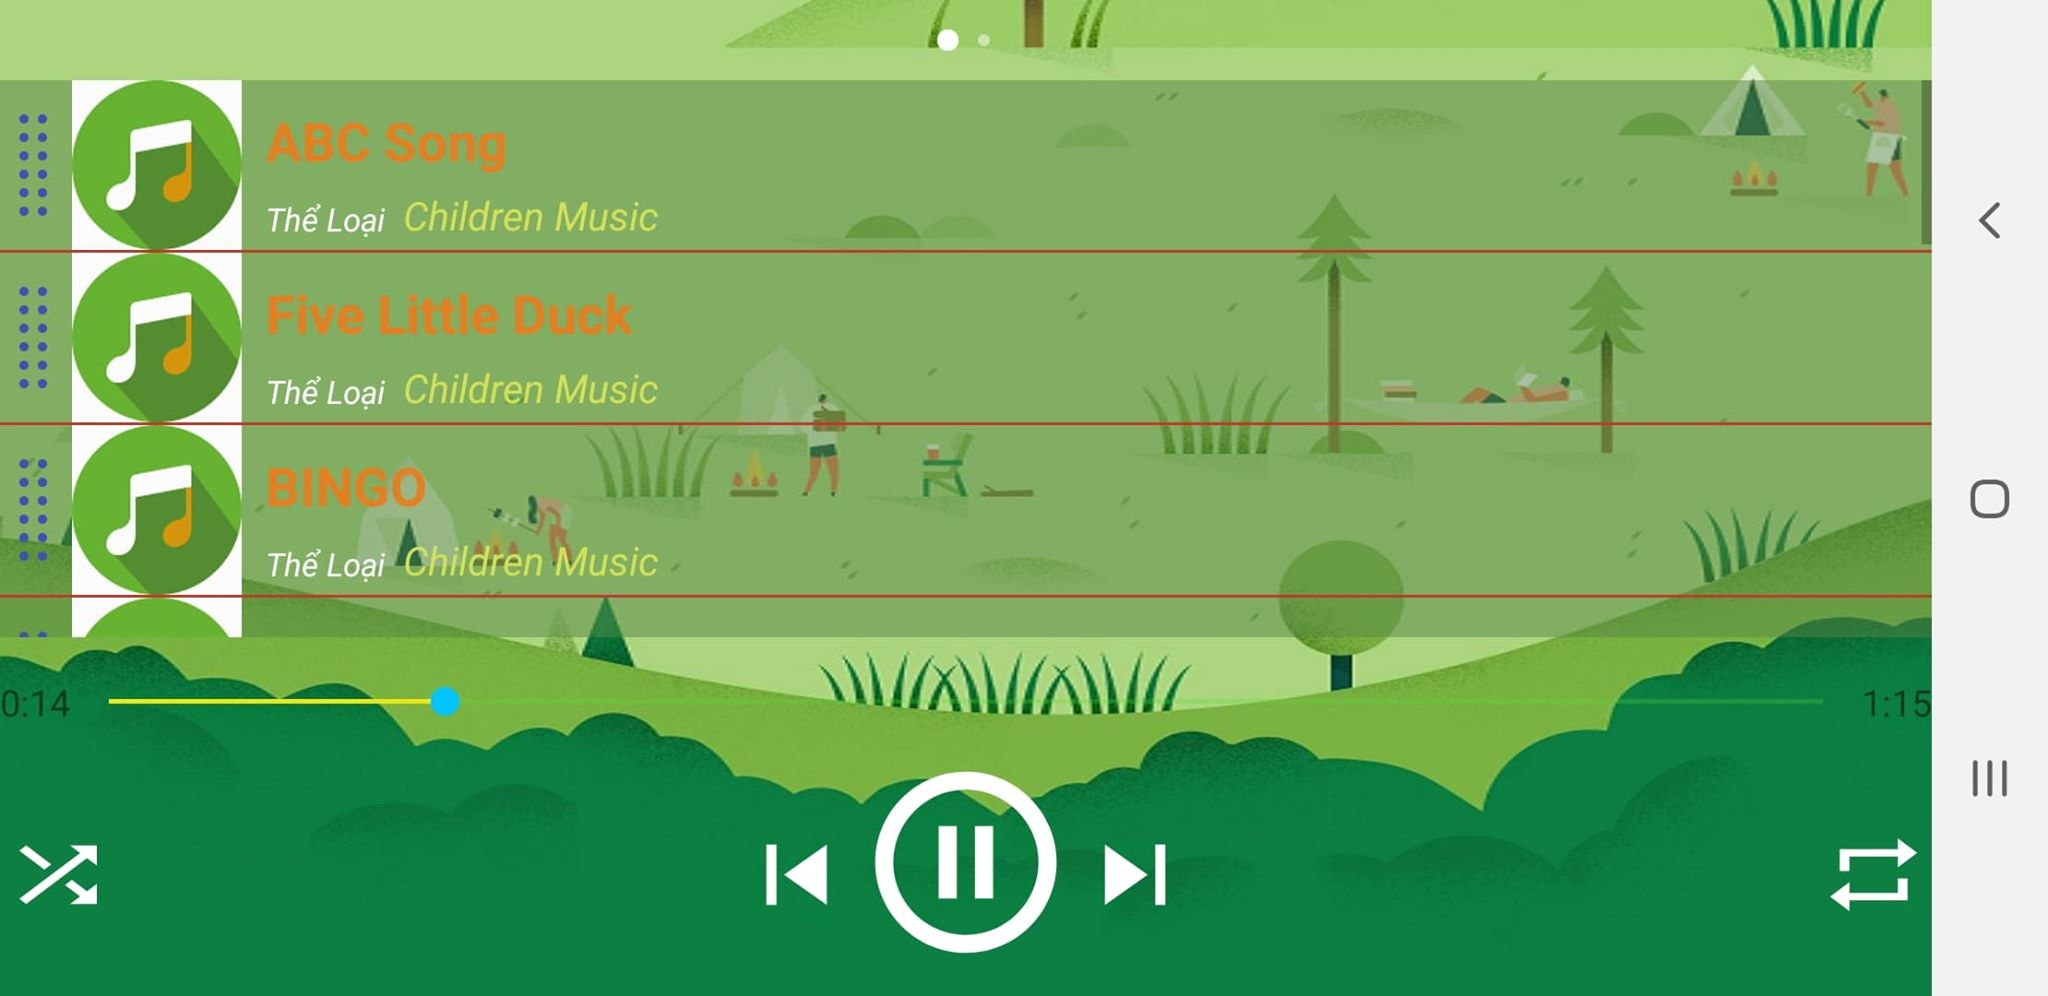 ABC Song
Thể Loại Children Music
Five Little Duck
Thể Loại Children Music
BINGO
Thể Loại Children Music
0:14
1:15